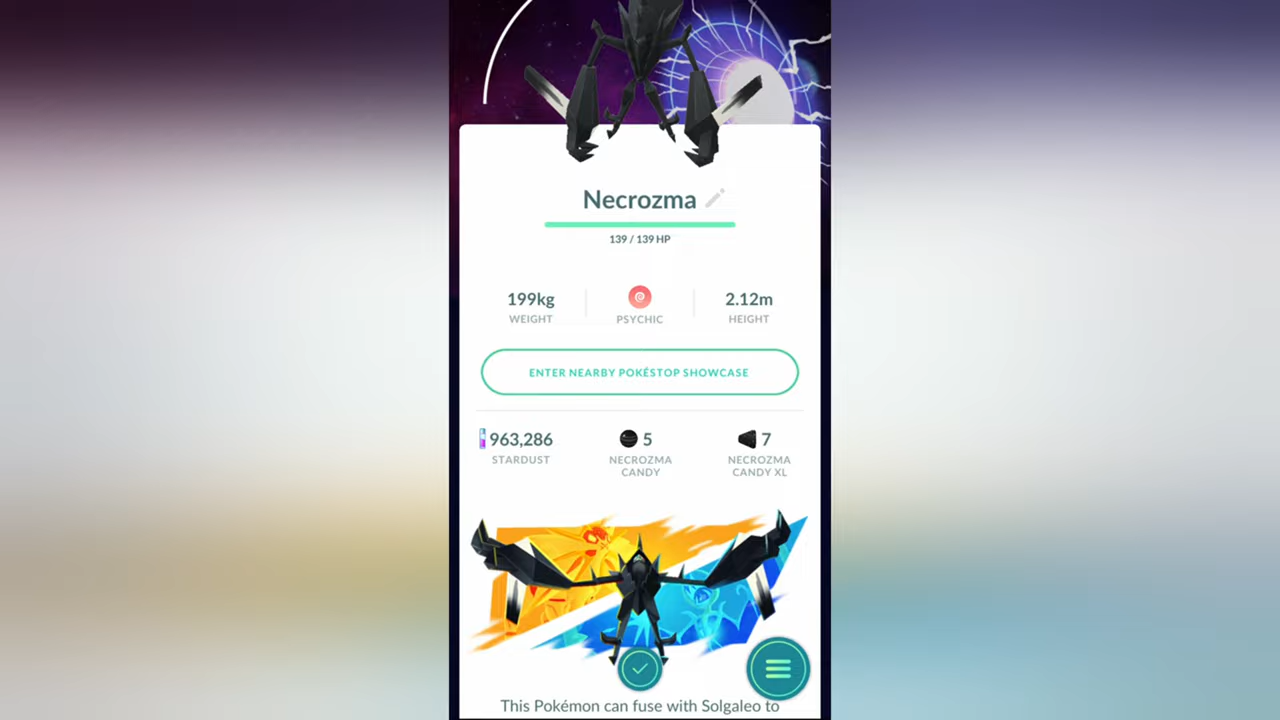 Necrozma
139 / 139 HP
199kg
WEIGHT
PSYCHIC
2.12m
HEIGHT
ENTER NEARBY POKÉSTOP SHOWCASE
963,286
STARDUST
5
NECROZMA
CANDY
7
NECROZMA
CANDY XL
This Pokémon can fuse with Solgaleo to